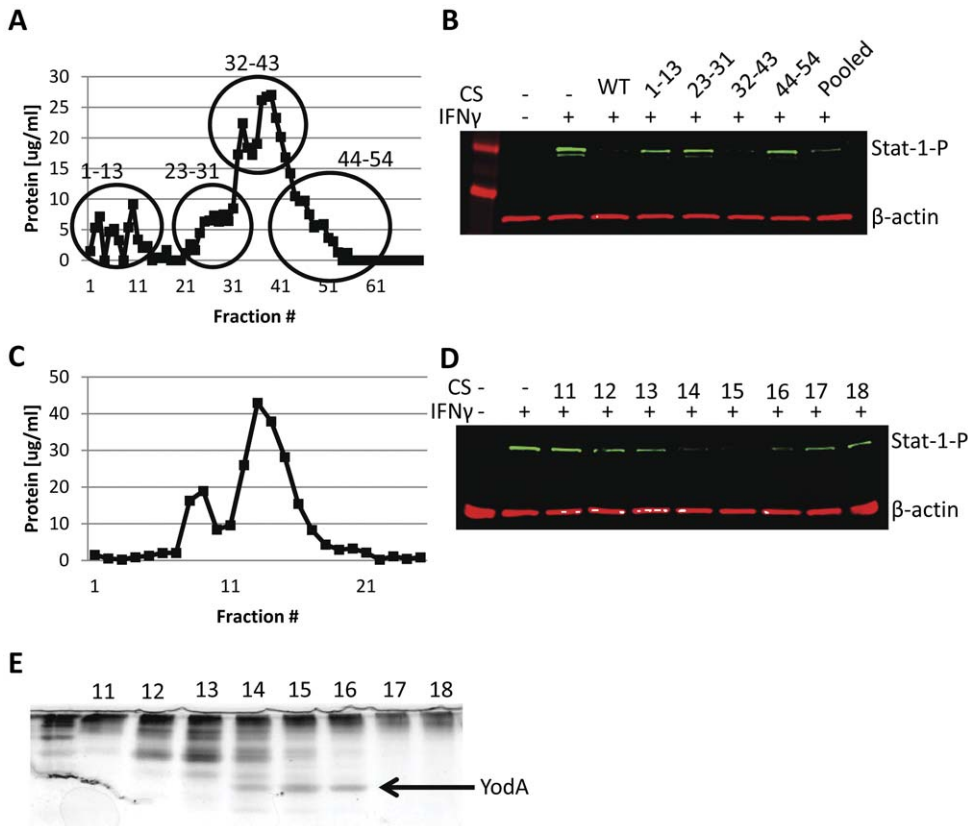 A
Protein [ug/ml]
30
25
20
15
10
5
0
1-13
23-31
32-43
44-54
1 11 21 31 41 51 61
Fraction #
B
WT 1-13 23-31 32-43 44-54 Pooled
CS - - 
IFNγ - + + + + + + +
Stat-1-P
β-actin
C
Protein [ug/ml]
50
40
30
20
10
0
1 11 21
Fraction #
D
CS - - 11 12 13 14 15 16 17 18
IFNγ - + + + + + + + + +
Stat-1-P
β-actin
E
11 12 13 14 15 16 17 18
YodA